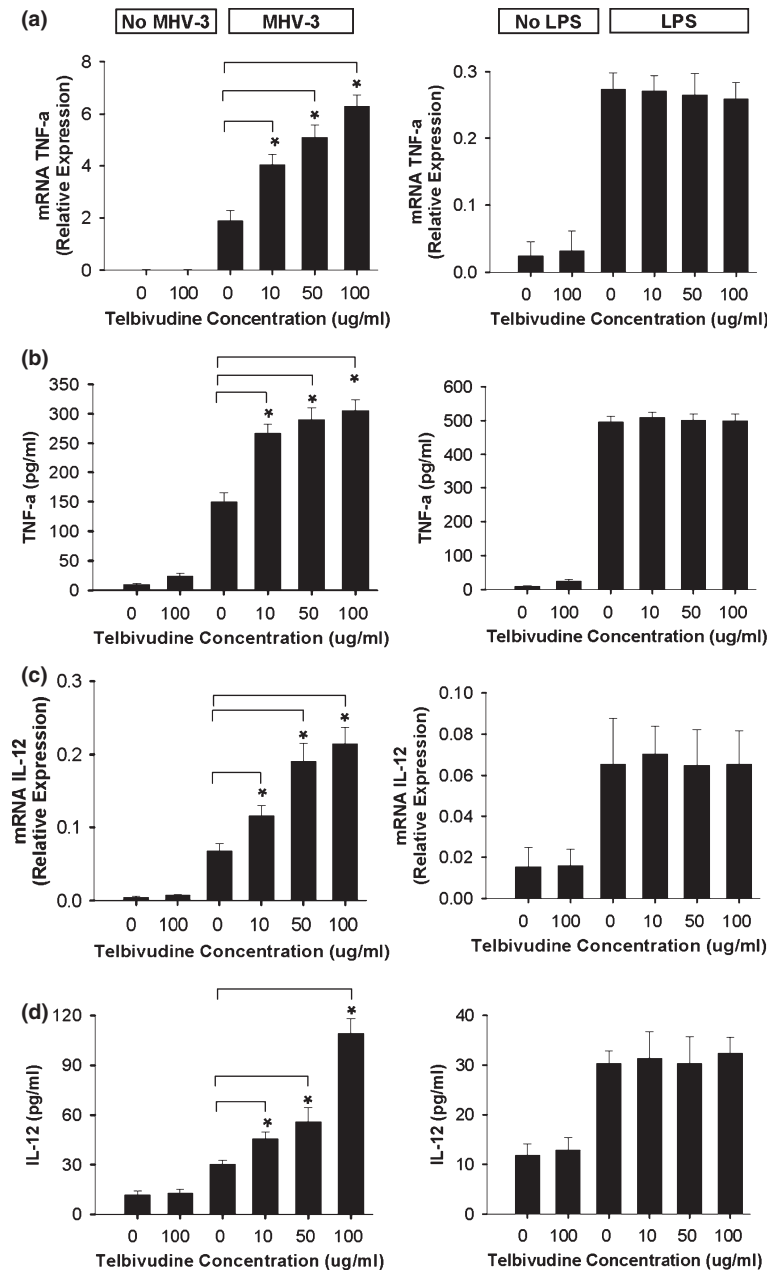 (a)
No MHV-3 MHV-3
mRNA TNF-a
(Relative Expression)
8
6
4
2
0
* * *
0 100 0 10 50 100
Telbivudine Concentration (ug/ml)
No LPS LPS
mRNA TNF-a
(Relative Expression)
0.3
0.2
0.1
0.0
0 100 0 10 50 100
Telbivudine Concentration (ug/ml)
(b)
TNF-a (pg/ml)
350
300
250
200
150
100
50
0
* * *
0 100 0 10 50 100
Telbivudine Concentration (ug/ml)
TNF-a (pg/ml)
600
500
400
300
200
100
0
0 100 0 10 50 100
Telbivudine Concentration (ug/ml)
(c)
mRNA IL-12
(Relative Expression)
0.3
0.2
0.1
0.0
* * *
0 100 0 10 50 100
Telbivudine Concentration (ug/ml)
mRNA IL-12
(Relative Expression)
0.10
0.08
0.06
0.04
0.02
0.00
0 100 0 10 50 100
Telbivudine Concentration (ug/ml)
(d)
IL-12 (pg/ml)
120
90
60
30
0
* * *
0 100 0 10 50 100
Telbivudine Concentration (ug/ml)
IL-12 (pg/ml)
40
30
20
10
0
0 100 0 10 50 100
Telbivudine Concentration (ug/ml)